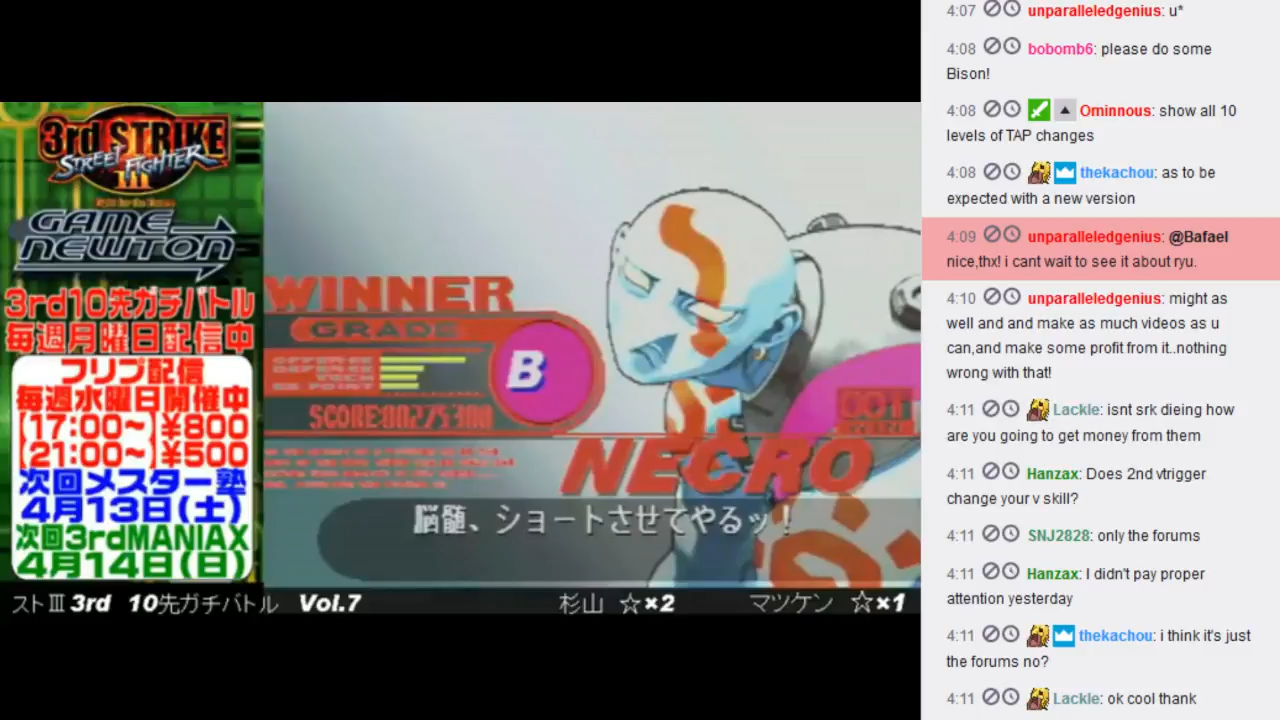 3rd STRIKE
STREET FIGHTER
III
GAME
NEWTON
3rd10先ガチバトル
毎週月曜日配信中
フリプ配信
毎週水曜日開催中
[17:00~]¥800
[21:00~]¥500
次回メスター塾
4月13日(土)
次回3rdMANIAX
4月14日(日)
WINNER
GRADE
B
SCORE:00275300
001
NECRO
脳髄、ショートさせてやるッ!
ストIII 3rd 10先ガチバトル Vol.7 杉山 ☆×2 マツケン ☆×1
4:07 unparalleledgenius: u*
4:08 bobomb6: please do some
Bison!
4:08 Ominnous: show all 10
levels of TAP changes
4:08 thekachou: as to be
expected with a new version
4:09 unparalleledgenius: @Bafael
nice,thx! i cant wait to see it about ryu.
4:10 unparalleledgenius: might as
well and and make as much videos as u
can,and make some profit from it..nothing
wrong with that!
4:11 Lackle: isnt srk dieing how
are you going to get money from them
4:11 Hanzax: Does 2nd vtrigger
change your v skill?
4:11 SNJ2828: only the forums
4:11 Hanzax: I didn't pay proper
attention yesterday
4:11 thekachou: i think it's just
the forums no?
4:11 Lackle: ok cool thank